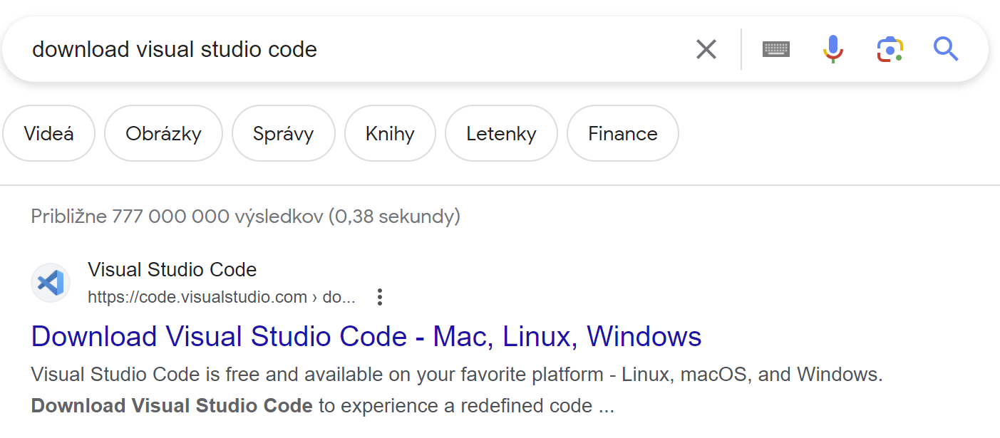 download visual studio code
Videá Obrázky Správy Knihy Letenky Finance
Približne 777 000 000 výsledkov (0,38 sekundy)
Visual Studio Code
https://code.visualstudio.com › do...
Download Visual Studio Code - Mac, Linux, Windows
Visual Studio Code is free and available on your favorite platform - Linux, macOS, and Windows.
Download Visual Studio Code to experience a redefined code ...